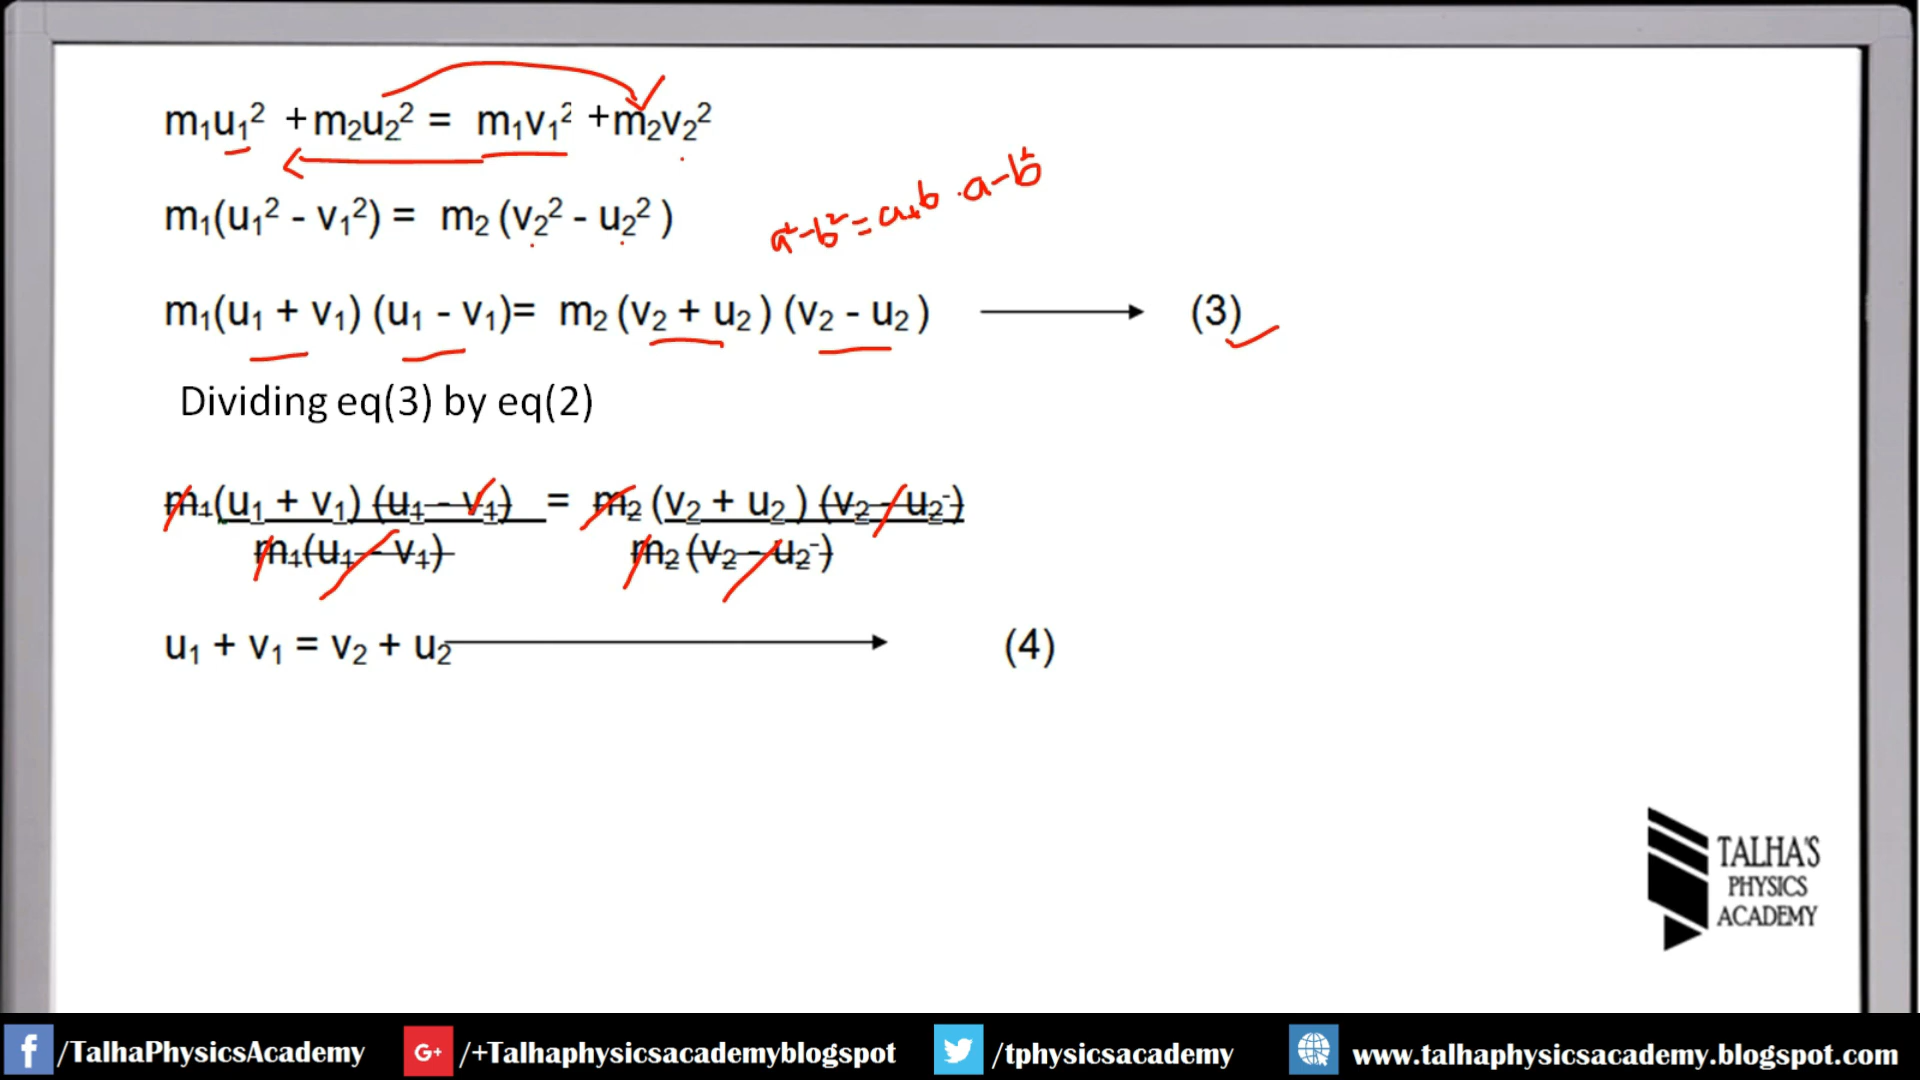 m₁u₁² + m₂u₂² = m₁v₁² + m₂v₂²
m₁(u₁² - v₁²) = m₂ (v₂² - u₂² )
a² - b² = a+b . a-b
m₁(u₁ + v₁) (u₁ - v₁)= m₂ (v₂ + u₂ ) (v₂ - u₂ ) (3)
Dividing eq(3) by eq(2)
m₁(u₁ + v₁) (u₁ - v₁) = m₂ (v₂ + u₂ ) (v₂ - u₂ )
m₁(u₁ - v₁) m₂ (v₂ - u₂ )
u₁ + v₁ = v₂ + u₂ (4)
TALHA'S
PHYSICS
ACADEMY
f /TalhaPhysicsAcademy G+ /+Talhaphysicsacademyblogspot /tphysicsacademy www.talhaphysicsacademy.blogspot.com